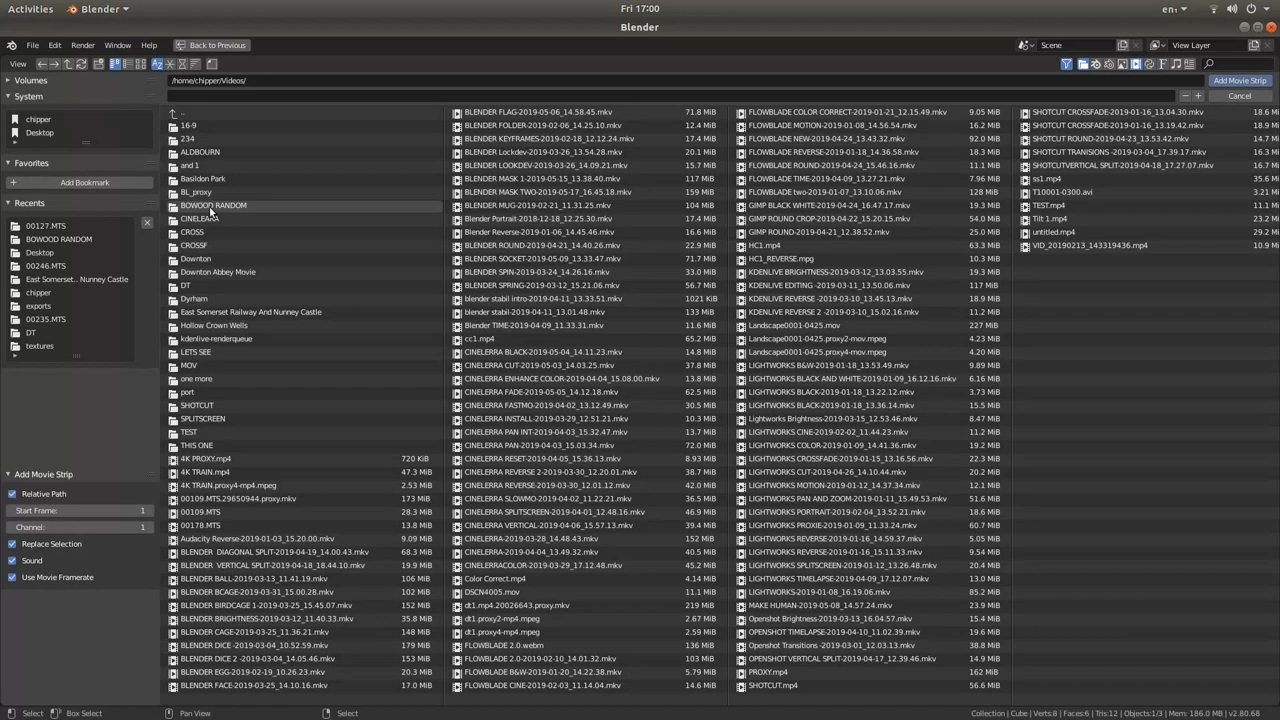 Activities Blender Fri 17:00 en₁
Blender
File Edit Render Window Help Back to Previous Scene View Layer
View
Volumes /home/chipper/Videos/ Add Movie Strip
System Cancel
chipper
Desktop
Favorites
Add Bookmark
Recents
00127.MTS
BOWOOD RANDOM
Desktop
00246.MTS
East Somerset.. Nunney Castle
chipper
exports
00235.MTS
DT
textures
Add Movie Strip
Relative Path
Start Frame: 1
Channel: 1
Replace Selection
Sound
Use Movie Framerate
..
16-9
234
ALDBOURN
and 1
Basildon Park
BL_proxy
BOWOOD RANDOM
CINELEARA
CROSS
CROSSF
Downton
Downton Abbey Movie
DT
Dyrham
East Somerset Railway And Nunney Castle
Hollow Crown Wells
kdenlive-renderqueue
LETS SEE
MOV
one more
port
SHOTCUT
SPLITSCREEN
TEST
THIS ONE
4K PROXY.mp4 720 KiB
4K TRAIN.mp4 47.3 MiB
4K TRAIN.proxy4-mp4.mpeg 2.53 MiB
00109.MTS.29650944.proxy.mkv 173 MiB
00109.MTS 28.3 MiB
00178.MTS 25.8 MiB
Audacity Reverse-2019-03-01_15.20.00.mkv 9.09 MiB
BLENDER  DIAGONAL SPLIT-2019-04-19_14.00.43.mkv 68.3 MiB
BLENDER  VERTICAL SPLIT-2019-04-18_18.44.10.mkv 19.9 MiB
BLENDER BALL-2019-03-13_11.41.19.mkv 106 MiB
BLENDER BCAGE-2019-03-31_15.00.28.mkv 102 MiB
BLENDER BIRDCAGE 1-2019-03-25_15.45.07.mkv 119 MiB
BLENDER BRIGHTNESS-2019-03-12_11.40.33.mkv 35.8 MiB
BLENDER CAGE-2019-03-25_11.36.21.mkv 148 MiB
BLENDER DICE -2019-03-04_10.52.59.mkv 179 MiB
BLENDER DICE 2 -2019-03-04_14.05.46.mkv 153 MiB
BLENDER EGG-2019-02-19_10.26.23.mkv 20.3 MiB
BLENDER FACE-2019-03-25_14.10.16.mkv 17.0 MiB
BLENDER FLAG-2019-05-06_14.58.45.mkv 71.8 MiB
BLENDER FOLDER-2019-02-06_14.25.10.mkv 12.3 MiB
BLENDER KEYFRAMES-2019-02-18_12.12.24.mkv 130 MiB
BLENDER Lockdev-2019-03-26_13.54.28.mkv 20.1 MiB
BLENDER LOOKDEV-2019-03-26_14.09.21.mkv 157 MiB
BLENDER MASK 1-2019-05-15_13.38.40.mkv 117 MiB
BLENDER MASK TWO-2019-05-17_16.45.18.mkv 159 MiB
BLENDER MUG-2019-02-21_11.31.25.mkv 104 MiB
Blender Portrait-2018-12-18_12.25.30.mkv 21.4 MiB
Blender Reverse-2019-01-06_14.45.46.mkv 16.6 MiB
BLENDER ROUND-2019-04-21_14.40.26.mkv 22.9 MiB
BLENDER SOCKET-2019-05-09_13.33.47.mkv 71.7 MiB
BLENDER SPIN-2019-03-24_14.26.16.mkv 33.0 MiB
BLENDER SPRING-2019-03-12_15.21.06.mkv 56.7 MiB
blender stabil intro-2019-04-11_13.33.51.mkv 1021 KiB
blender stabil-2019-04-11_13.01.48.mkv 133 MiB
Blender TIME-2019-04-09_11.33.31.mkv 11.6 MiB
cc1.mp4 65.2 MiB
CINELERRA BLACK-2019-05-04_14.11.23.mkv 15.4 MiB
CINELERRA CUT-2019-05-03_14.03.25.mkv 37.8 MiB
CINELERRA ENHANCE COLOR-2019-04-04_15.08.00.mkv 13.8 MiB
CINELERRA FADE-2019-05-12_14.18.18.mkv 62.5 MiB
CINELERRA FASTMO-2019-04-02_13.12.49.mkv 30.5 MiB
CINELERRA INSTALL-2019-03-29_12.51.29.mkv 10.3 MiB
CINELERRA PAN INT-2019-04-03_15.32.47.mkv 13.7 MiB
CINELERRA PAN-2019-04-03_15.03.34.mkv 72.0 MiB
CINELERRA RESET-2019-04-05_15.36.13.mkv 8.93 MiB
CINELERRA REVERSE 2-2019-03-30_12.20.01.mkv 38.7 MiB
CINELERRA REVERSE-2019-03-30_11.12.06.mkv 42.0 MiB
CINELERRA SLOWMO-2019-04-01_11.22.21.mkv 36.9 MiB
CINELERRA SPLITSCREEN-2019-04-01_12.48.16.mkv 46.9 MiB
CINELERRA VERTICAL-2019-04-06_15.57.13.mkv 39.4 MiB
CINELERRA-2019-03-28_14.48.43.mkv 152 MiB
CINELERRA-2019-04-04_13.49.32.mkv 40.5 MiB
CINELERRACOLOR-2019-03-29_17.12.48.mkv 45.2 MiB
Color Correct.mp4 4.14 MiB
DSCN4005.mov 11.1 MiB
dt1.mp4.20026643.proxy.mkv 219 MiB
dt1.proxy2-mp4.mpeg 2.67 MiB
dt1.proxy4-mp4.mpeg 2.59 MiB
FLOWBLADE 2.0.webm 136 MiB
FLOWBLADE 2.0-2019-02-10_14.01.32.mkv 103 MiB
FLOWBLADE B&W-2019-01-20_14.22.38.mkv 5.79 MiB
FLOWBLADE CINE-2019-02-03_11.14.04.mkv 14.6 MiB
FLOWBLADE COLOR CORRECT-2019-01-21_12.15.49.mkv 9.05 MiB
FLOWBLADE MOTION-2019-01-08_14.56.54.mkv 16.2 MiB
FLOWBLADE NEW-2019-04-24_13.43.32.mkv 92.0 MiB
FLOWBLADE REVERSE-2019-01-18_14.36.58.mkv 11.3 MiB
FLOWBLADE ROUND-2019-04-24_15.46.11.mkv 29.2 MiB
FLOWBLADE TIME-2019-04-09_13.27.21.mkv 7.96 MiB
FLOWBLADE two-2019-01-07_13.10.06.mkv 128 MiB
GIMP BLACK WHITE-2019-04-24_16.47.17.mkv 19.3 MiB
GIMP ROUND CROP-2019-04-22_15.41.22.mkv 25.0 MiB
GIMP ROUND-2019-04-21_12.38.52.mkv 54.0 MiB
HC1.mp4 63.3 MiB
HC1_REVERSE.mpg 10.3 MiB
KDENLIVE BRIGHTNESS-2019-03-12_13.03.55.mkv 39.1 MiB
KDENLIVE EDITING -2019-03-10_13.00.51.mkv 117 MiB
KDENLIVE REVERSE -2019-03-10_13.45.13.mkv 18.9 MiB
KDENLIVE REVERSE 2 -2019-03-10_15.02.16.mkv 11.2 MiB
Landscape0001-0425.mov 227 MiB
Landscape0001-0425.proxy2-mov.mpeg 4.23 MiB
Landscape0001-0425.proxy4-mov.mpeg 4.20 MiB
LIGHTWORKS B&W-2019-01-18_13.49.53.mkv 9.89 MiB
LIGHTWORKS BLACK AND WHITE-2019-01-09_16.12.16.mkv 6.16 MiB
LIGHTWORKS BLACK-2019-01-18_13.22.12.mkv 3.73 MiB
LIGHTWORKS BLACK-2019-01-18_13.36.14.mkv 15.5 MiB
Lightworks Brightness-2019-03-15_12.53.46.mkv 29.9 MiB
LIGHTWORKS CINE-2019-02-02_11.44.23.mkv 11.2 MiB
LIGHTWORKS COLOR-2019-01-09_14.41.36.mkv 19.9 MiB
LIGHTWORKS CROSSFADE-2019-01-15_13.16.56.mkv 22.5 MiB
LIGHTWORKS CUT-2019-04-26_14.10.44.mkv 20.2 MiB
LIGHTWORKS MOTION-2019-01-09_12.37.34.mkv 13.4 MiB
LIGHTWORKS PAN AND ZOOM-2019-01-11_15.49.53.mkv 51.6 MiB
LIGHTWORKS PORTRAIT-2019-02-04_13.52.21.mkv 18.6 MiB
LIGHTWORKS PROXIE-2019-01-09_11.33.24.mkv 60.7 MiB
LIGHTWORKS REVERSE-2019-01-16_14.59.37.mkv 5.05 MiB
LIGHTWORKS REVERSE-2019-01-16_15.11.33.mkv 9.54 MiB
LIGHTWORKS SPLITSCREEN-2019-01-12_13.26.48.mkv 20.4 MiB
LIGHTWORKS TIMELAPSE-2019-04-09_17.12.07.mkv 13.0 MiB
LIGHTWORKS-2019-01-08_16.19.06.mkv 85.2 MiB
MAKE HUMAN-2019-05-08_14.57.24.mkv 23.9 MiB
Openshot Brightness-2019-03-13_16.04.57.mkv 15.4 MiB
OPENSHOT TIMELAPSE-2019-04-10_11.02.39.mkv 19.6 MiB
Openshot Transitions -2019-03-01_12.09.13.mkv 38.8 MiB
OPENSHOT VERTICAL SPLIT-2019-04-17_12.39.46.mkv 14.9 MiB
PROXY.mp4 162 MiB
SHOTCUT.mp4 56.6 MiB
SHOTCUT CROSSFADE-2019-01-16_13.04.30.mkv 18.7 M
SHOTCUT CROSSFADE-2019-01-16_13.19.42.mkv
SHOTCUT ROUND-2019-04-23_13.53.42.mkv
SHOTCUT TRANISIONS-2019-03-04_17.39.17.mkv
SHOTCUTVERTICAL SPLIT-2019-04-18_17.27.07.mkv
ss1.mp4 35.6
T10001-0300.avi
TEST.mp4 11.1
Tilt 1.mp4
untitled.mp4 29.2
VID_20190213_143319436.mp4
Select Box Select Pan View Select Collection | Cube | Verts:8 | Faces:6 | Tris:12 | Objects:1/3 | Mem: 186.0 MB | v2.80.68